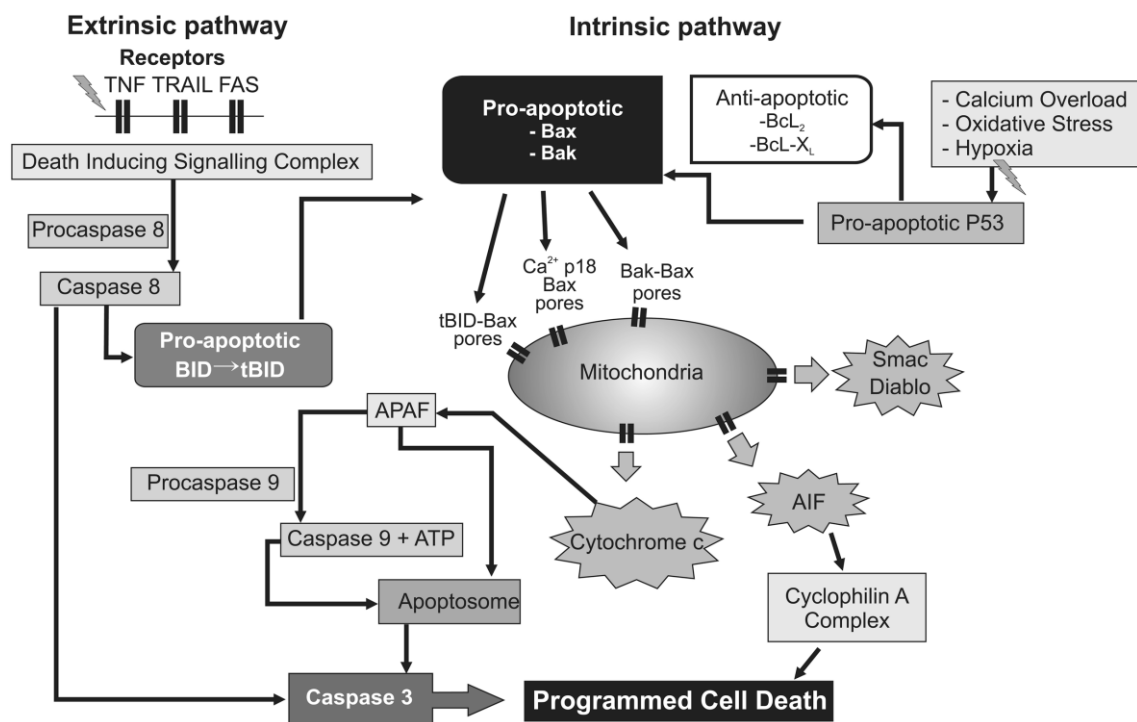 Extrinsic pathway
Receptors
TNF TRAIL FAS
Death Inducing Signalling Complex
Procaspase 8
Caspase 8
Pro-apoptotic
BID→tBID
Intrinsic pathway
Pro-apoptotic
- Bax
- Bak
Anti-apoptotic
-BcL₂
-BcL-X_L
- Calcium Overload
- Oxidative Stress
- Hypoxia
Pro-apoptotic P53
tBID-Bax
pores
Ca²⁺ p18
Bax
pores
Bak-Bax
pores
Mitochondria
Smac
Diablo
APAF
Procaspase 9
Caspase 9 + ATP
Apoptosome
Cytochrome c
AIF
Cyclophilin A
Complex
Caspase 3
Programmed Cell Death